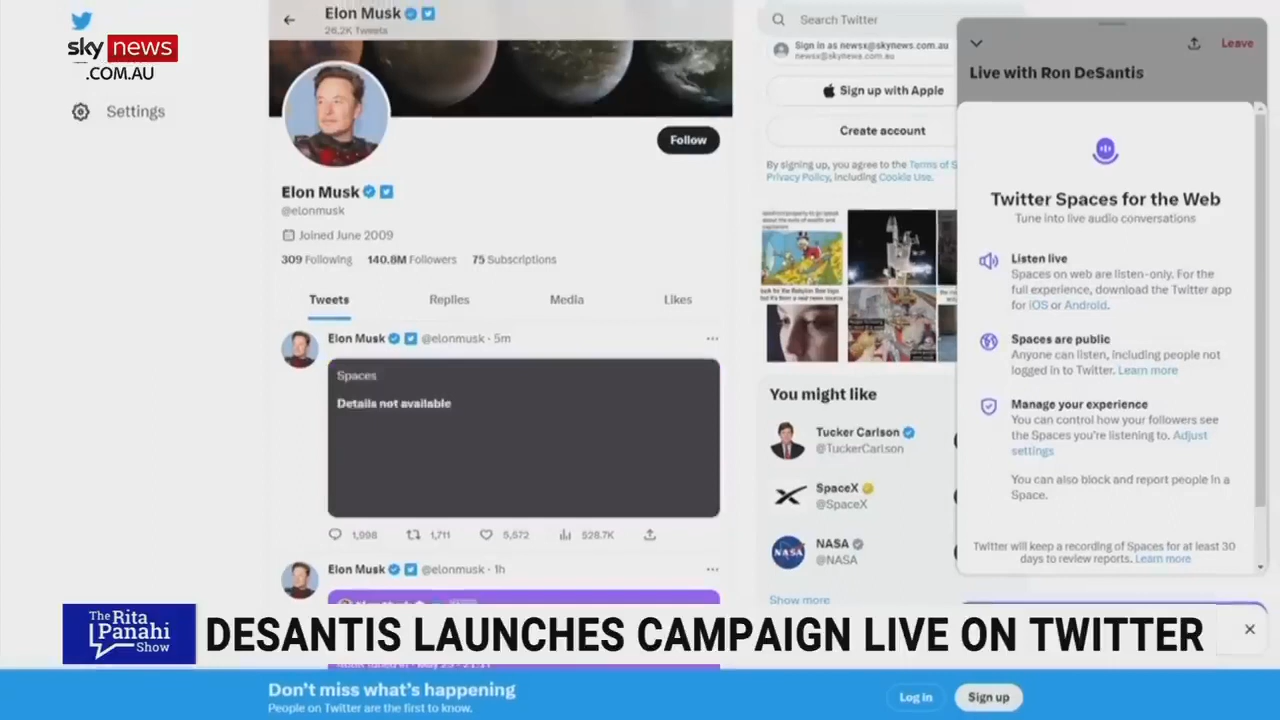 sky news
.COM.AU
Settings
Elon Musk
26.2K Tweets
Follow
Elon Musk
@elonmusk
Joined June 2009
309 Following 140.8M Followers 75 Subscriptions
Tweets Replies Media Likes
Elon Musk @elonmusk · 5m
Spaces
Details not available
1,998 1,711 5,572 528.7K
Elon Musk @elonmusk · 1h
Search Twitter
Sign in as newsx@skynews.com.au
newsx@skynews.com.au
Sign up with Apple
Create account
By signing up, you agree to the Terms of S
Privacy Policy, including Cookie Use.
You might like
Tucker Carlson
@TuckerCarlson
SpaceX
@SpaceX
NASA
NASA
@NASA
Show more
Leave
Live with Ron DeSantis
Twitter Spaces for the Web
Tune into live audio conversations
Listen live
Spaces on web are listen-only. For the
full experience, download the Twitter app
for iOS or Android.
Spaces are public
Anyone can listen, including people not
logged in to Twitter. Learn more
Manage your experience
You can control how your followers see
the Spaces you're listening to. Adjust
settings
You can also block and report people in a
Space.
Twitter will keep a recording of Spaces for at least 30
days to review reports. Learn more
The
Rita
Panahi
Show
DESANTIS LAUNCHES CAMPAIGN LIVE ON TWITTER
Don't miss what's happening
People on Twitter are the first to know.
Log in Sign up